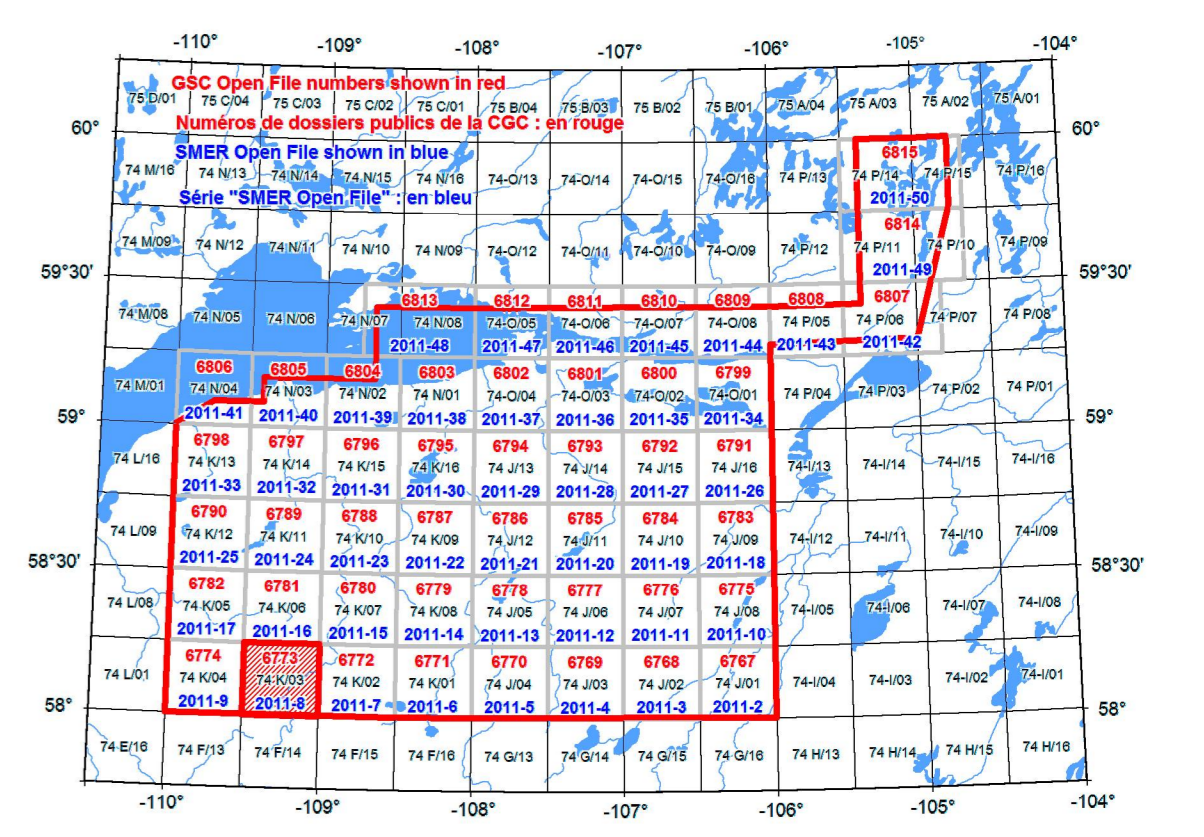 -110° -109° -108° -107° -106° -105° -104°
GSC Open File numbers shown in red
75 D/01 75 C/04 75 C/03 75 C/02 75 C/01 75 B/04 75 B/03 75 B/02 75 B/01 75 A/04 75 A/03 75 A/02 75 A/01
Numéros de dossiers publics de la CGC : en rouge
60° 60°
SMER Open File shown in blue
6815
74 M/16 74 N/13 74 N/14 74 N/15 74 N/16 74-O/13 74-O/14 74-O/15 74-O/16 74 P/13 74 P/14 74 P/15 74 P/16
Série "SMER Open File" : en bleu
2011-50
6814
74 M/09 74 N/12 74 N/11 74 N/10 74 N/09 74-O/12 74-O/11 74-O/10 74-O/09 74 P/12 74 P/11 74 P/10 74 P/09
2011-49
59°30' 59°30'
6813 6812 6811 6810 6809 6808 6807
74 M/08 74 N/05 74 N/06 74 N/07 74 N/08 74-O/05 74-O/06 74-O/07 74-O/08 74 P/05 74 P/06 74 P/07 74 P/08
2011-48 2011-47 2011-46 2011-45 2011-44 2011-43 2011-42
6806 6805 6804 6803 6802 6801 6800 6799
74 M/01 74 N/04 74 N/03 74 N/02 74 N/01 74-O/04 74-O/03 74-O/02 74-O/01 74 P/04 74 P/03 74 P/02 74 P/01
2011-41 2011-40 2011-39 2011-38 2011-37 2011-36 2011-35 2011-34
59° 59°
6798 6797 6796 6795 6794 6793 6792 6791
74 L/16 74 K/13 74 K/14 74 K/15 74 K/16 74 J/13 74 J/14 74 J/15 74 J/16 74-I/13 74-I/14 74-I/15 74-I/16
2011-33 2011-32 2011-31 2011-30 2011-29 2011-28 2011-27 2011-26
6790 6789 6788 6787 6786 6785 6784 6783
74 L/09 74 K/12 74 K/11 74 K/10 74 K/09 74 J/12 74 J/11 74 J/10 74 J/09 74-I/12 74-I/11 74-I/10 74-I/09
2011-25 2011-24 2011-23 2011-22 2011-21 2011-20 2011-19 2011-18
58°30' 58°30'
6782 6781 6780 6779 6778 6777 6776 6775
74 L/08 74 K/05 74 K/06 74 K/07 74 K/08 74 J/05 74 J/06 74 J/07 74 J/08 74-I/05 74-I/06 74-I/07 74-I/08
2011-17 2011-16 2011-15 2011-14 2011-13 2011-12 2011-11 2011-10
6774 6773 6772 6771 6770 6769 6768 6767
74 L/01 74 K/04 74 K/03 74 K/02 74 K/01 74 J/04 74 J/03 74 J/02 74 J/01 74-I/04 74-I/03 74-I/02 74-I/01
2011-9 2011-8 2011-7 2011-6 2011-5 2011-4 2011-3 2011-2
58° 58°
74 E/16 74 F/13 74 F/14 74 F/15 74 F/16 74 G/13 74 G/14 74 G/15 74 G/16 74 H/13 74 H/14 74 H/15 74 H/16
-110° -109° -108° -107° -106° -105° -104°